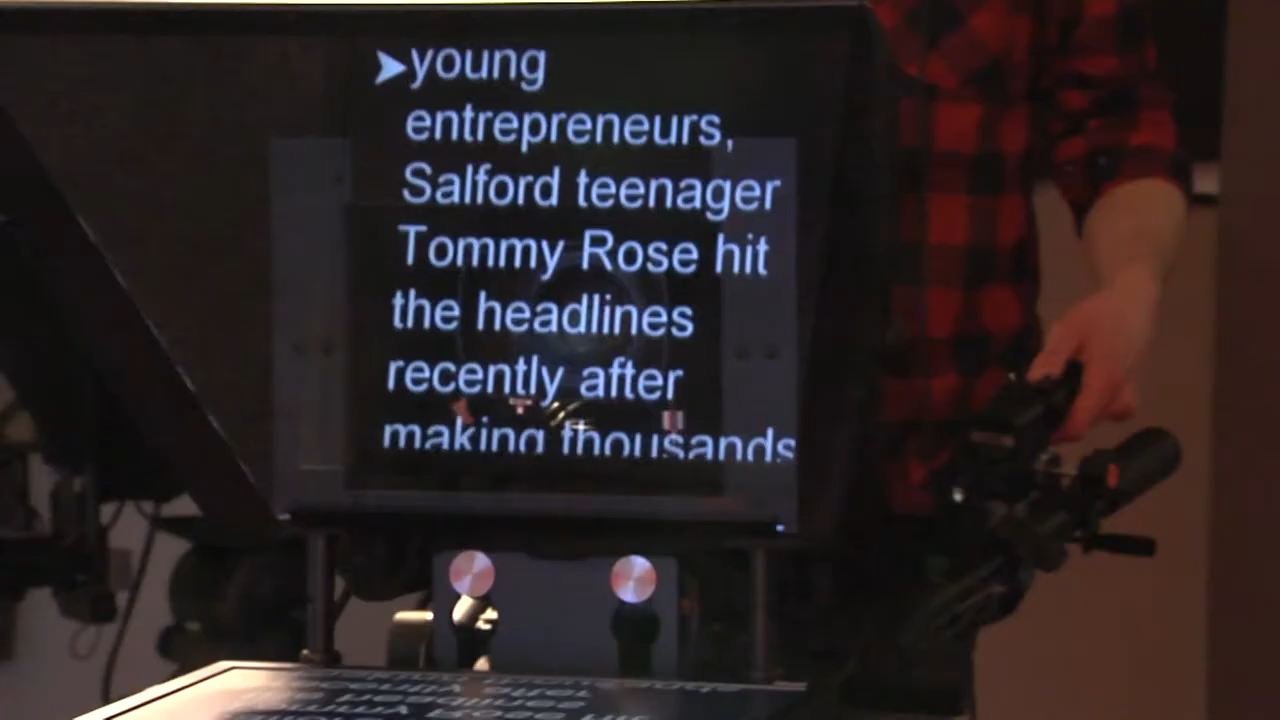 young
entrepreneurs,
Salford teenager
Tommy Rose hit
the headlines
recently after
making thousands